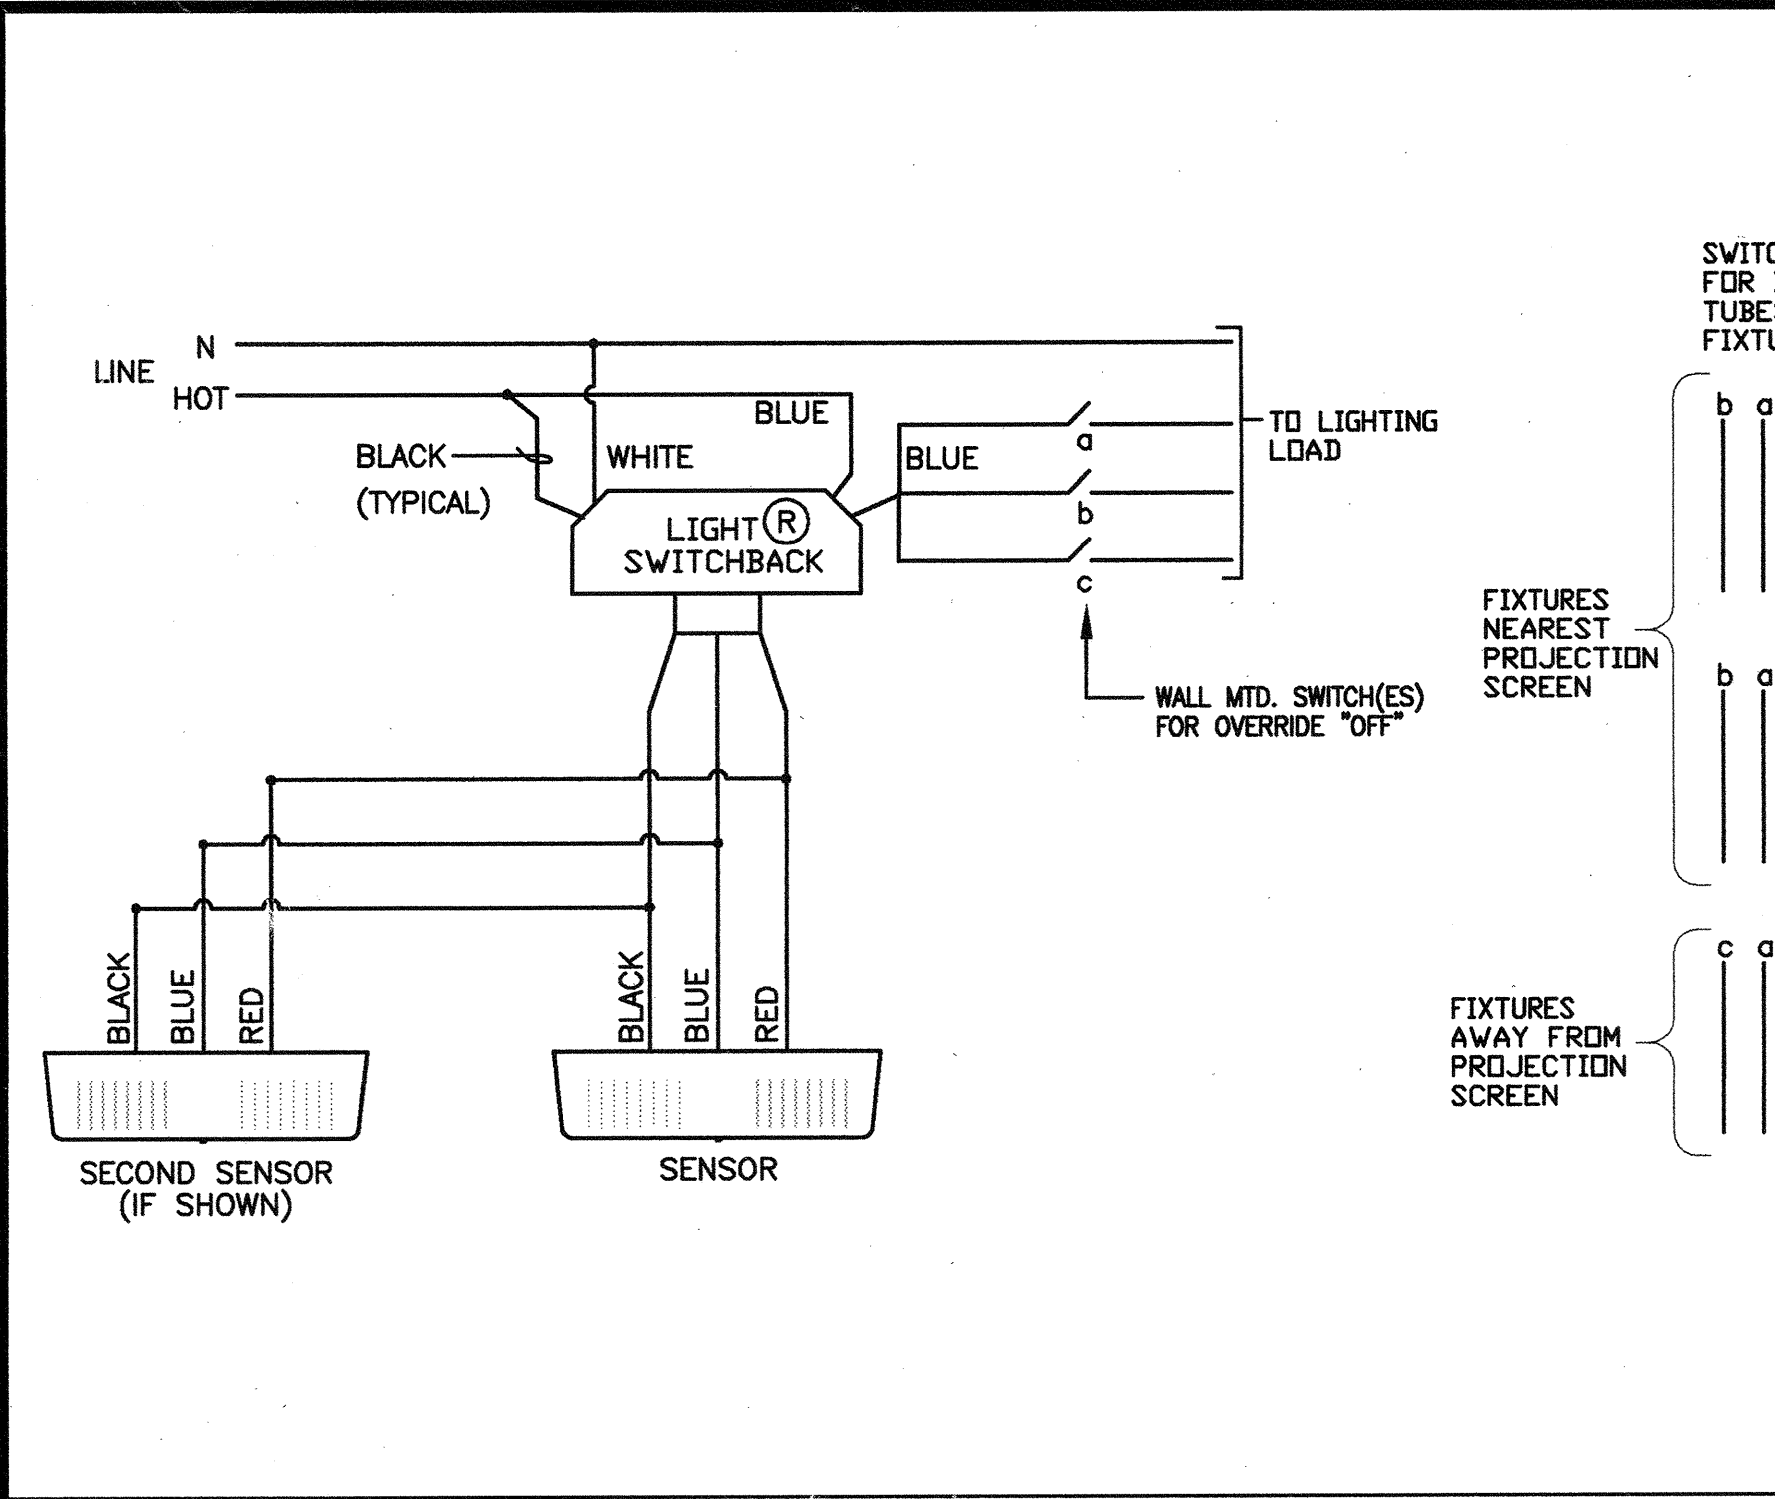 N
LINE
HOT
BLUE
BLACK
(TYPICAL)
WHITE
LIGHT R
SWITCHBACK
BLUE
a
b
c
TO LIGHTING
LOAD
WALL MTD. SWITCH(ES)
FOR OVERRIDE "OFF"
BLACK
BLUE
RED
BLACK
BLUE
RED
SECOND SENSOR
(IF SHOWN)
SENSOR
FOR
b a
FIXTURES
NEAREST
PROJECTION
SCREEN
b a
c a
FIXTURES
AWAY FROM
PROJECTION
SCREEN